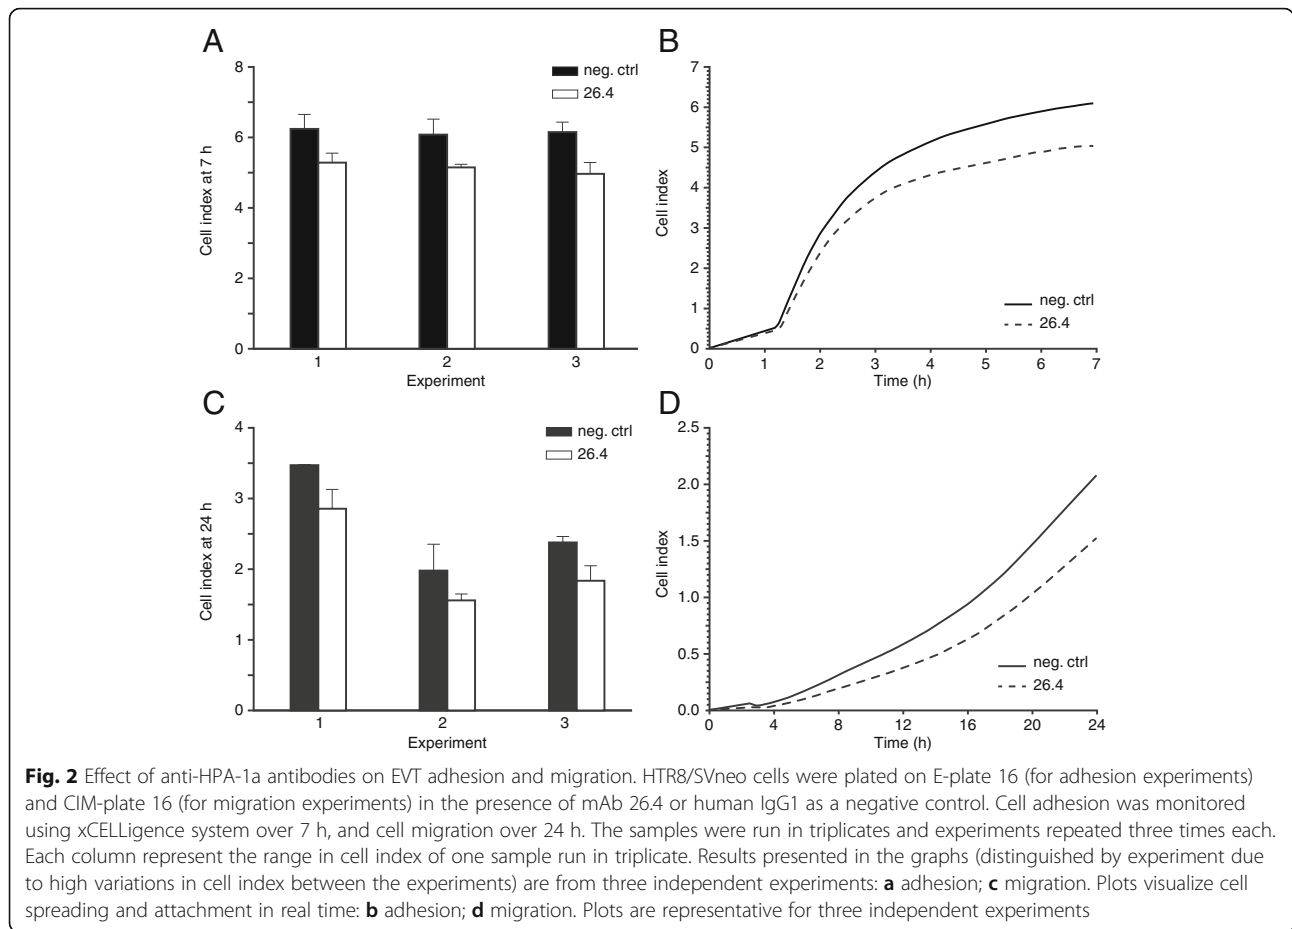 A
8
6
4
2
0
Cell index at 7 h
neg. ctrl
26.4
1 2 3
Experiment
B
7
6
5
4
3
2
1
0
Cell index
neg. ctrl
26.4
0 1 2 3 4 5 6 7
Time (h)
C
4
3
2
1
0
Cell index at 24 h
neg. ctrl
26.4
1 2 3
Experiment
D
2.5
2.0
1.5
1.0
0.5
0.0
Cell index
neg. ctrl
26.4
0 4 8 12 16 20 24
Time (h)
Fig. 2 Effect of anti-HPA-1a antibodies on EVT adhesion and migration. HTR8/SVneo cells were plated on E-plate 16 (for adhesion experiments)
and CIM-plate 16 (for migration experiments) in the presence of mAb 26.4 or human IgG1 as a negative control. Cell adhesion was monitored
using xCELLigence system over 7 h, and cell migration over 24 h. The samples were run in triplicates and experiments repeated three times each.
Each column represent the range in cell index of one sample run in triplicate. Results presented in the graphs (distinguished by experiment due
to high variations in cell index between the experiments) are from three independent experiments: a adhesion; c migration. Plots visualize cell
spreading and attachment in real time: b adhesion; d migration. Plots are representative for three independent experiments